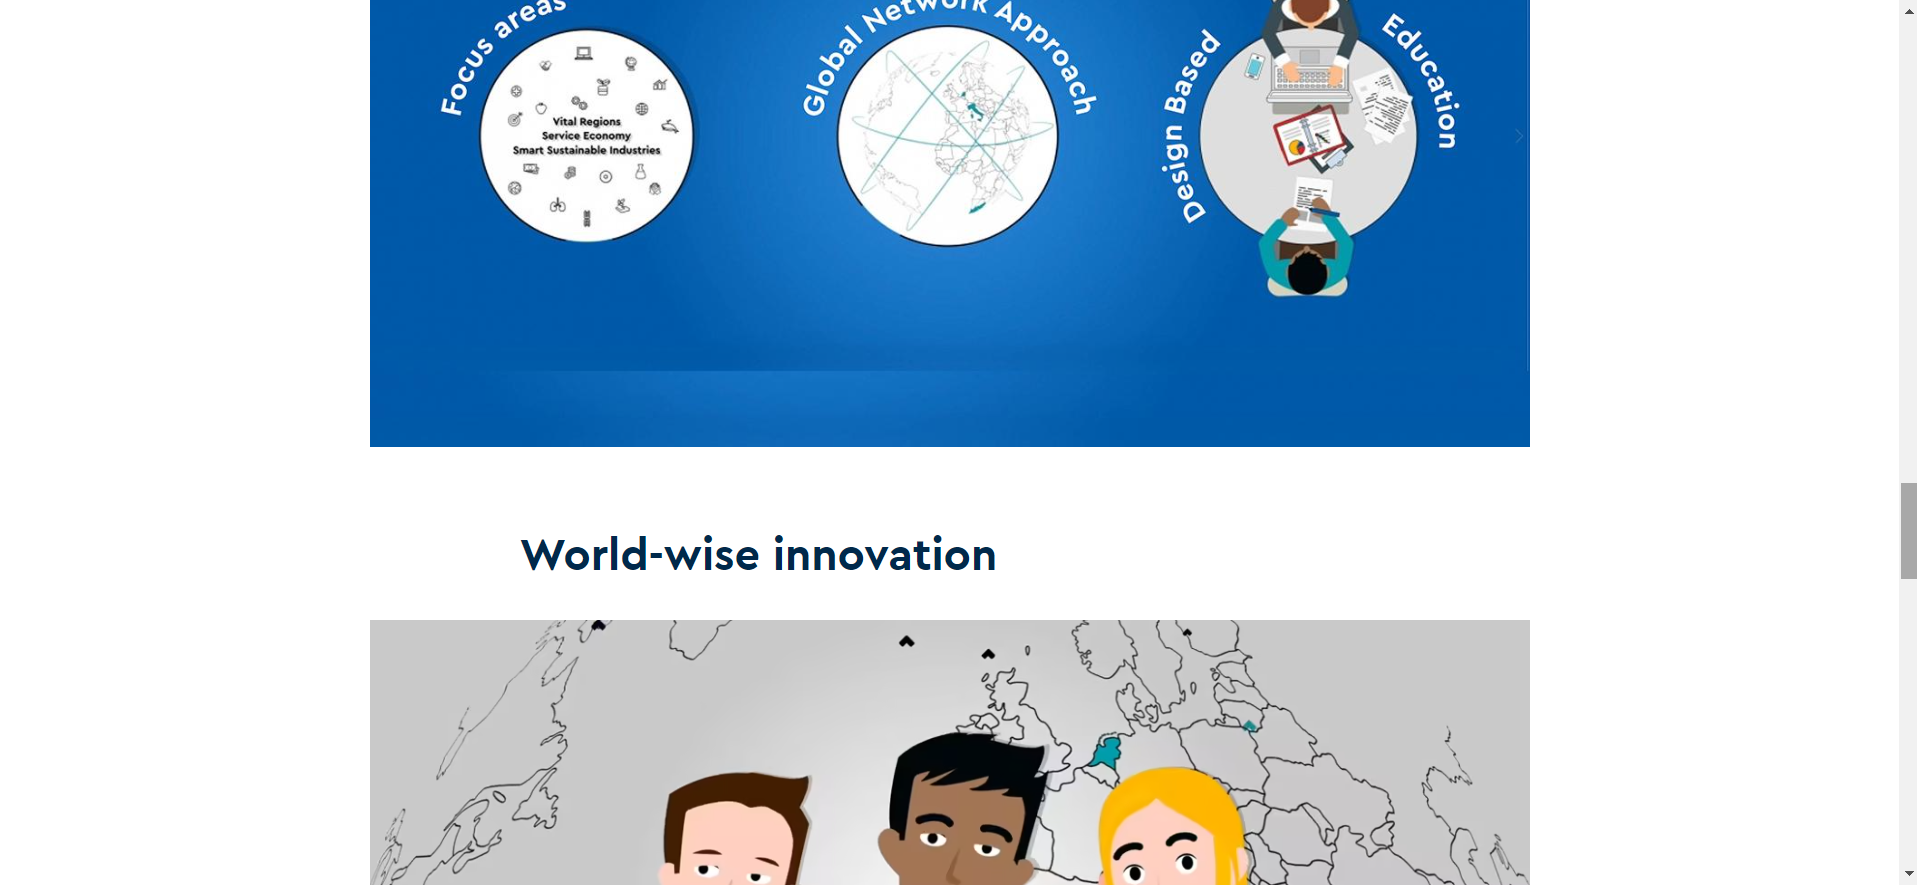 Focus areas
Vital Regions
Service Economy
Smart Sustainable Industries
Global Network Approach
Design Based Education
World-wise innovation